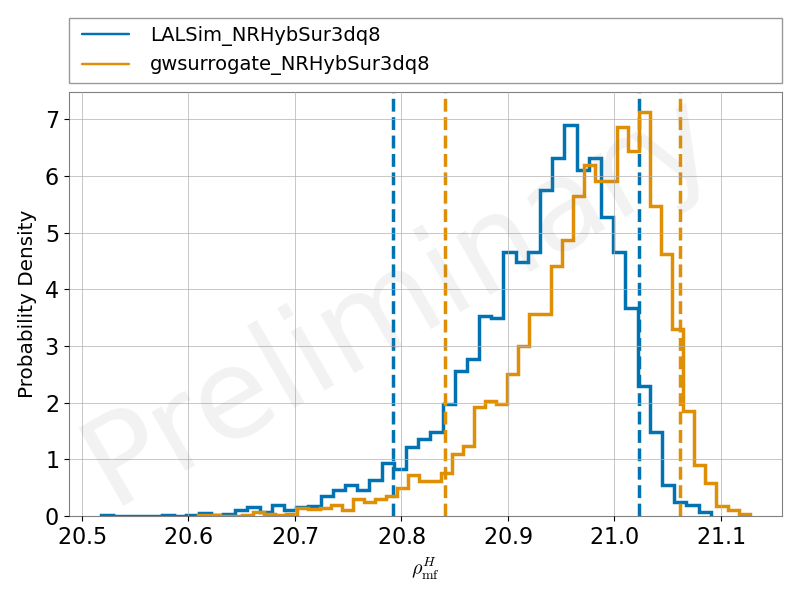 LALSim_NRHybSur3dq8
gwsurrogate_NRHybSur3dq8
Preliminary
Probability Density
7
6
5
4
3
2
1
0
20.5 20.6 20.7 20.8 20.9 21.0 21.1
ρ^H_mf